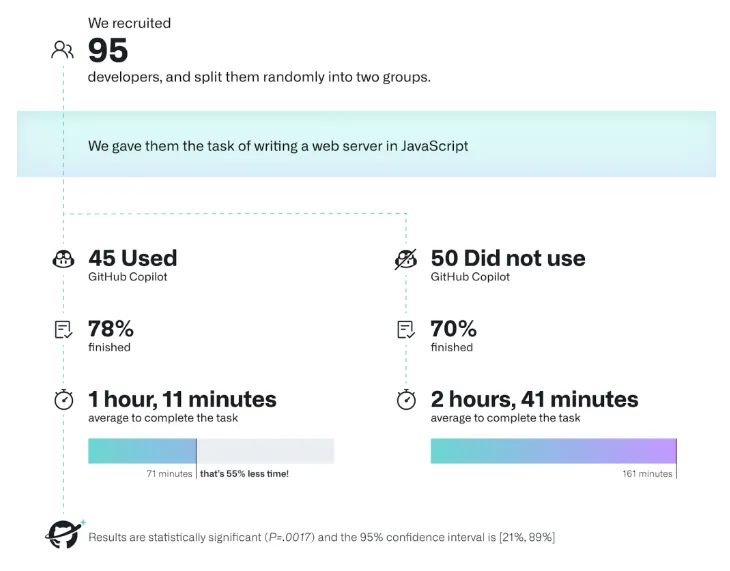 We recruited
95
developers, and split them randomly into two groups.
We gave them the task of writing a web server in JavaScript
45 Used
GitHub Copilot
50 Did not use
GitHub Copilot
78%
finished
70%
finished
1 hour, 11 minutes
average to complete the task
2 hours, 41 minutes
average to complete the task
71 minutes that's 55% less time!
161 minutes
Results are statistically significant (P=.0017) and the 95% confidence interval is [21%, 89%]